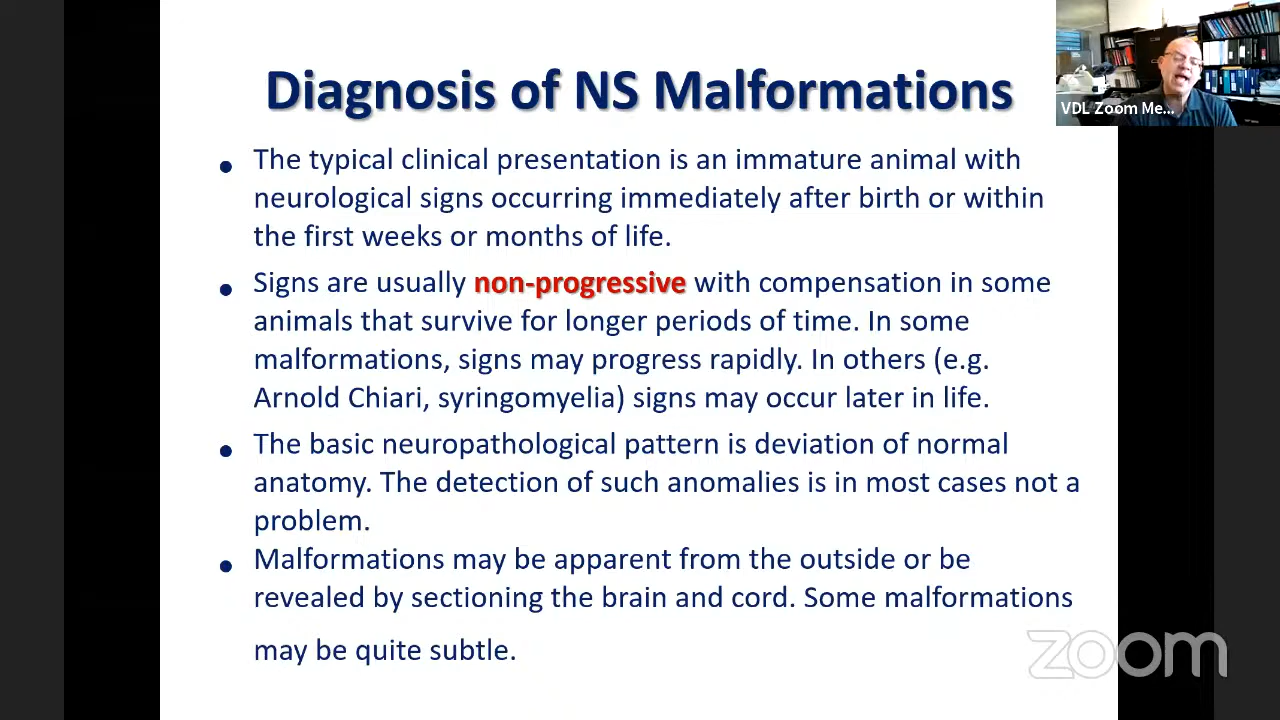 Diagnosis of NS Malformations
VDL Zoom Me...
• The typical clinical presentation is an immature animal with
neurological signs occurring immediately after birth or within
the first weeks or months of life.
• Signs are usually non-progressive with compensation in some
animals that survive for longer periods of time. In some
malformations, signs may progress rapidly. In others (e.g.
Arnold Chiari, syringomyelia) signs may occur later in life.
• The basic neuropathological pattern is deviation of normal
anatomy. The detection of such anomalies is in most cases not a
problem.
• Malformations may be apparent from the outside or be
revealed by sectioning the brain and cord. Some malformations
may be quite subtle.
zoom